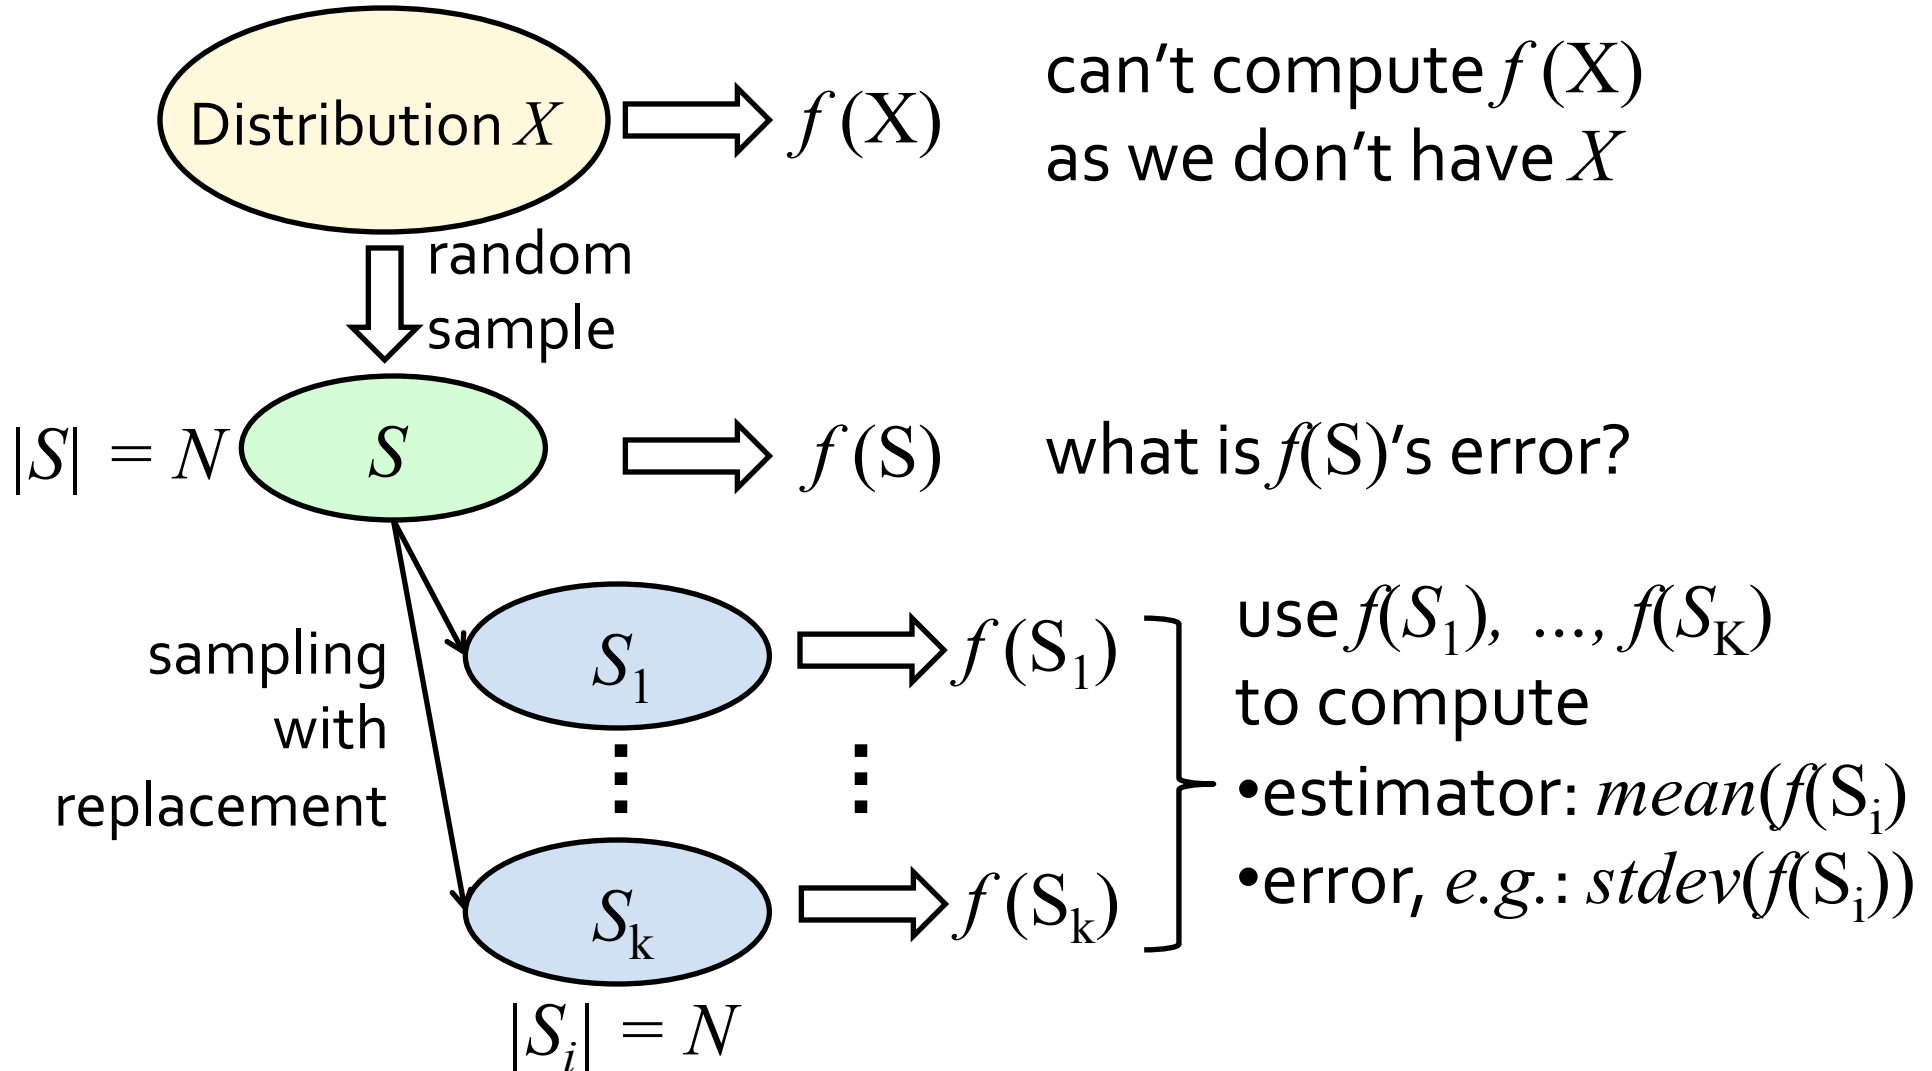 Distribution X
f (X)
can't compute f (X)
as we don't have X
random
sample
|S| = N
S
f (S)
what is f(S)'s error?
sampling
with
replacement
S₁
f (S₁)
⋮ ⋮
Sₖ
f (Sₖ)
|Sᵢ| = N
use f(S₁), ..., f(S_K)
to compute
•estimator: mean(f(Sᵢ)
•error, e.g.: stdev(f(Sᵢ))